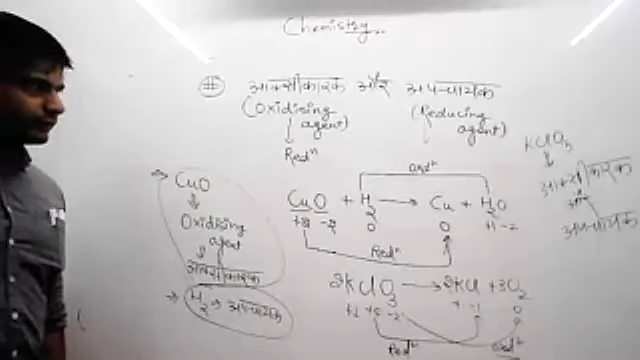 Chemistry
# आक्सीकारक और अपचायक
(Oxidising agent) (Reducing agent)
↓
Redⁿ
KClO₃
आक्सीकारक
और
अपचायक
→ CuO
Oxidising
agent
आक्सीकारक
→ H₂ → अपचायक
oxdⁿ
CuO + H₂ → Cu + H₂O
+2 -2 0 0 +1 -2
Redⁿ
2KClO₃ → 2KCl + 3O₂
+1 +5 -2 + -1 0
Redⁿ oxdⁿ